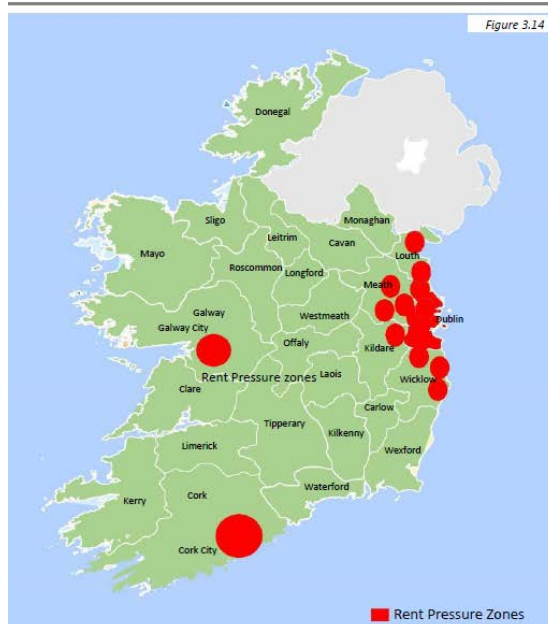 Figure 3.14
Donegal
Sligo
Leitrim
Monaghan
Cavan
Louth
Mayo
Roscommon
Longford
Meath
Galway
Westmeath
Dublin
Galway City
Offaly
Kildare
Rent Pressure zones
Laois
Wicklow
Clare
Carlow
Tipperary
Kilkenny
Limerick
Wexford
Waterford
Kerry
Cork
Cork City
Rent Pressure Zones